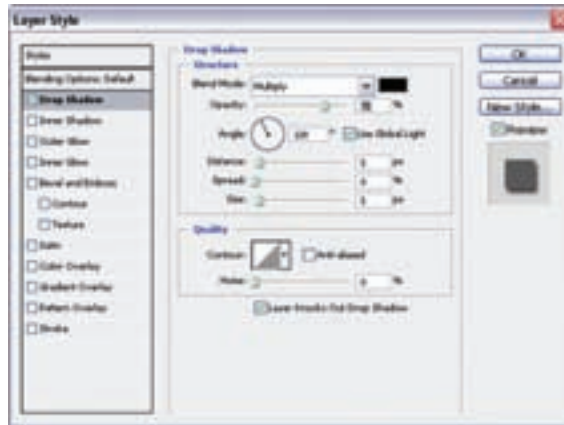 Layer Style
Styles
Blending Options: Default
Drop Shadow
Inner Shadow
Outer Glow
Inner Glow
Bevel and Emboss
Contour
Texture
Satin
Color Overlay
Gradient Overlay
Pattern Overlay
Stroke
Drop Shadow
Structure
Blend Mode: Multiply
Opacity: %
Angle: ° Use Global Light
Distance: px
Spread: %
Size: px
Quality
Contour: Anti-aliased
Noise: %
Layer Knocks Out Drop Shadow
OK
Cancel
New Style...
Preview